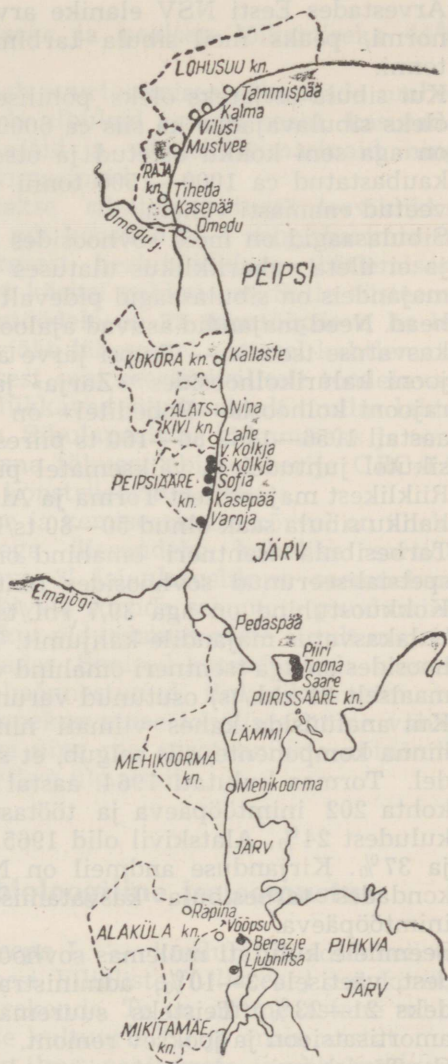 LOHUSUU kn.
Tammispää
Kalma
Vilusi
Mustvee
RAJA
kn.
Tiheda
Kasepää
Omedu
Omedu j.
PEIPSI
KOKORA kn.
Kallaste
ALATS-
KIVI kn.
Nina
Lahe
V.Kolkja
S.Kolkja
PEIPSIÄÄRE
kn.
Sofia
Kasepää
Varnja
JÄRV
Emajõgi
Pedaspää
Piiri
Toona
Saare
PIIRISSAARE kn.
LÄMMI
MEHIKOORMA
kn.
Mehikoorma
JÄRV
Räpina
Võõpsu
ALAKÜLA
kn.
Berezje
Lubnitsa
PIHKVA
JÄRV
MIKITAMÄE
kn.